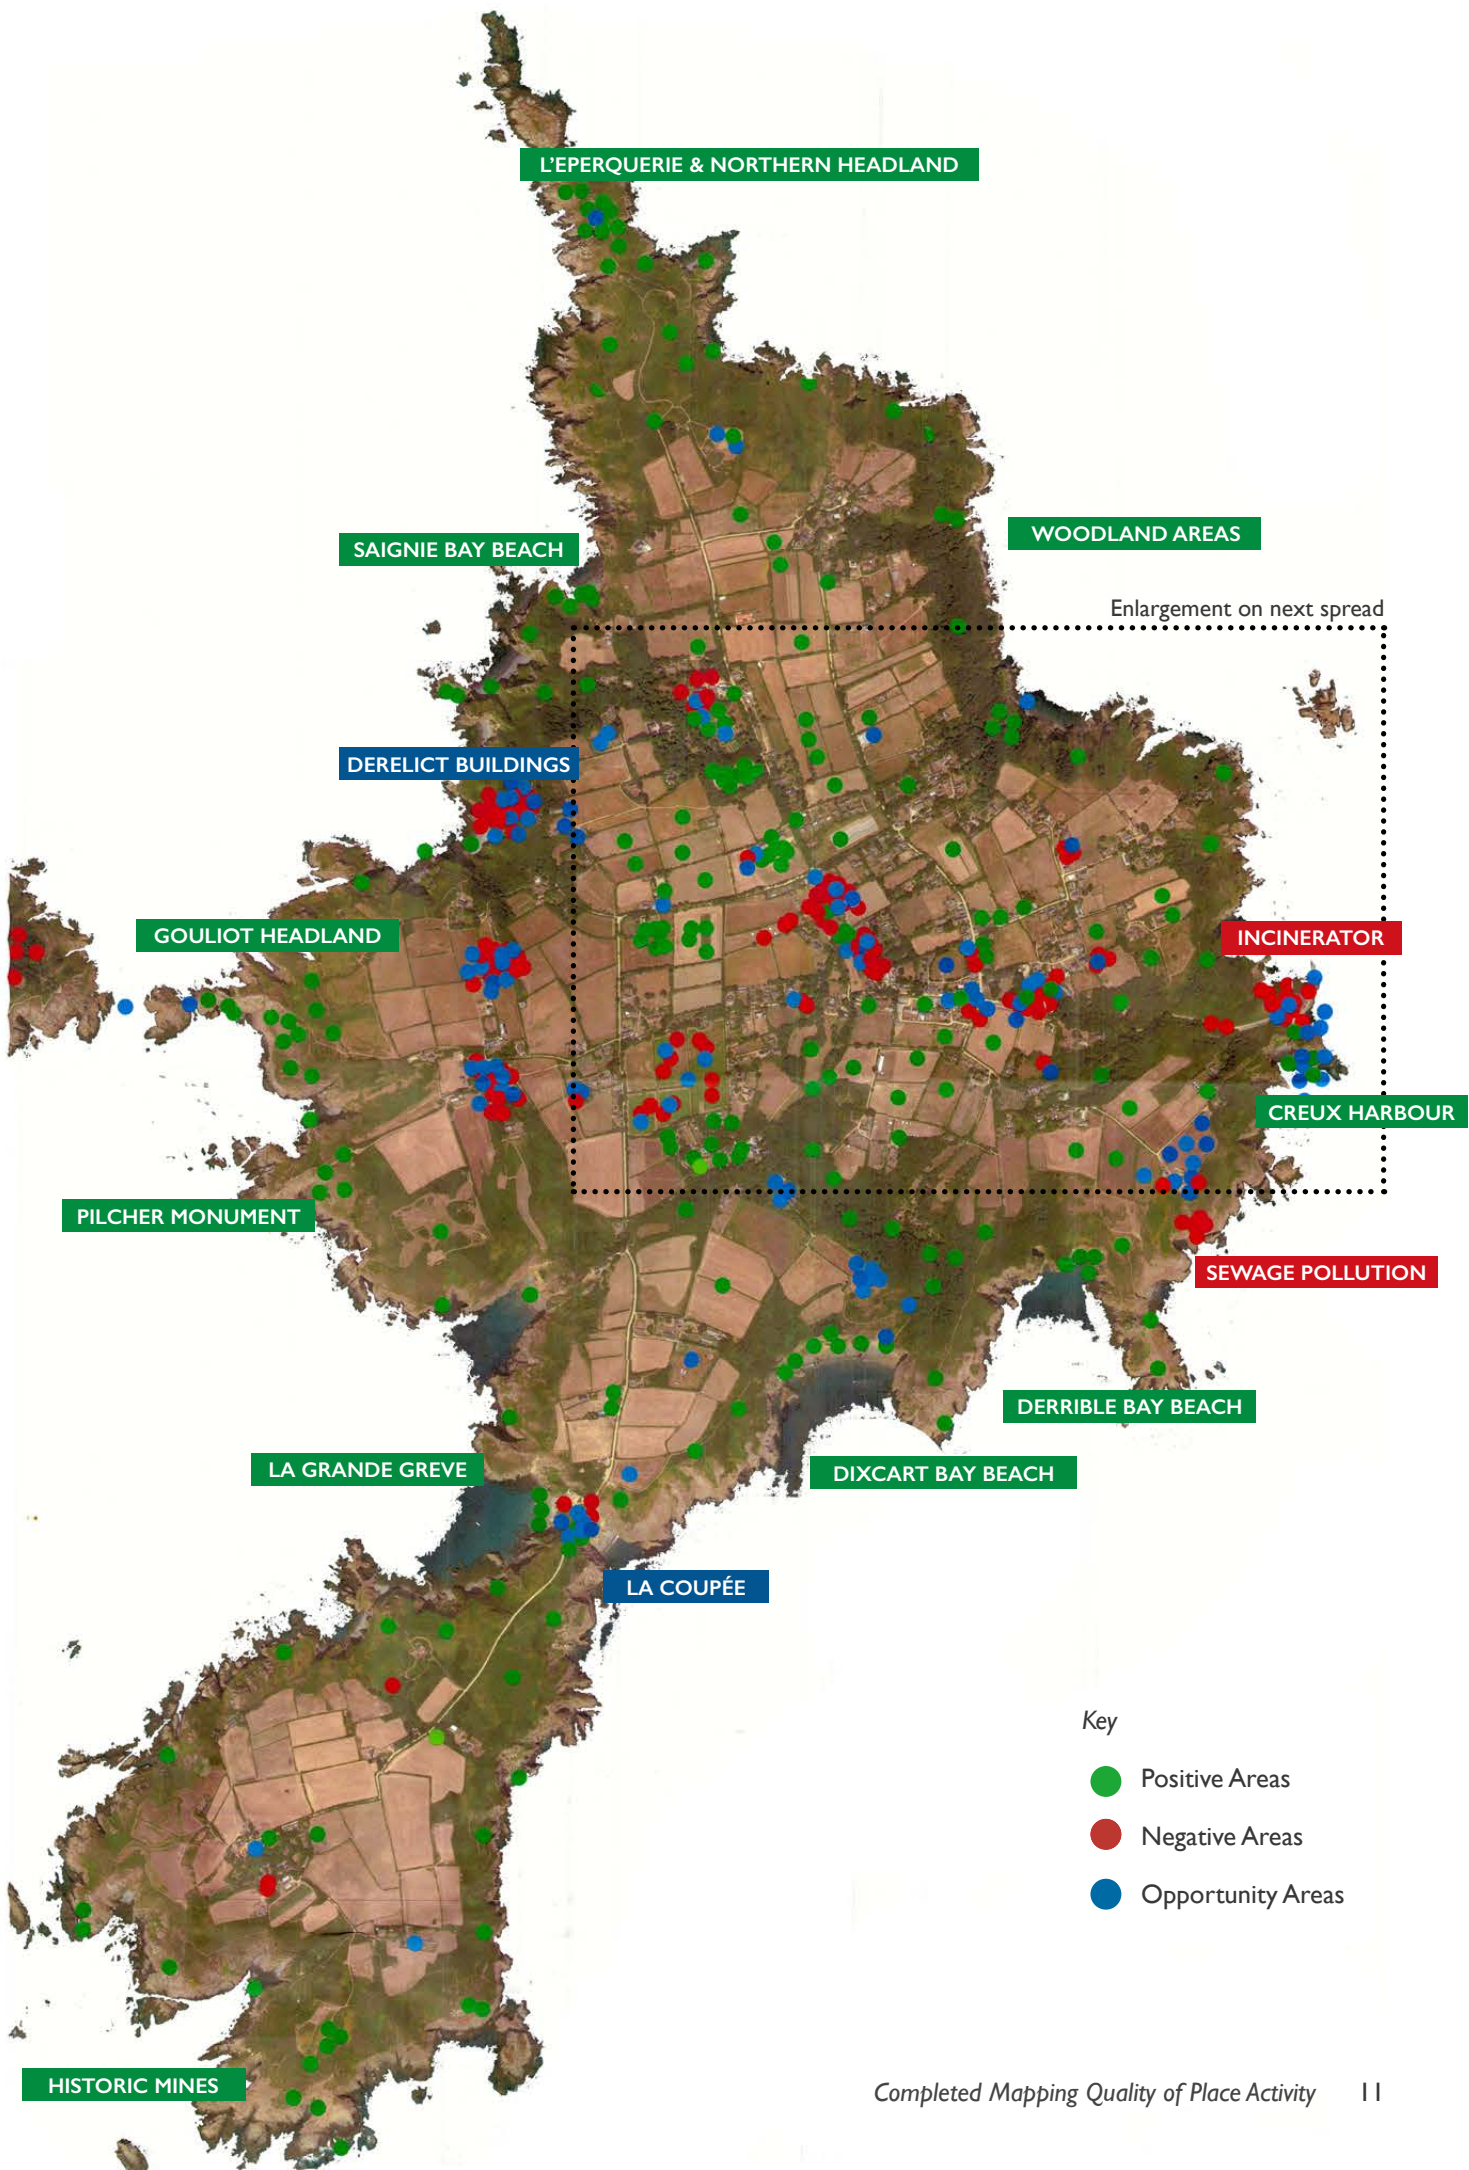 L'EPERQUERIE & NORTHERN HEADLAND
WOODLAND AREAS
SAIGNIE BAY BEACH
Enlargement on next spread
DERELICT BUILDINGS
GOULIOT HEADLAND
INCINERATOR
CREUX HARBOUR
PILCHER MONUMENT
SEWAGE POLLUTION
DERRIBLE BAY BEACH
LA GRANDE GREVE
DIXCART BAY BEACH
LA COUPÉE
Key
Positive Areas
Negative Areas
Opportunity Areas
HISTORIC MINES
Completed Mapping Quality of Place Activity 11